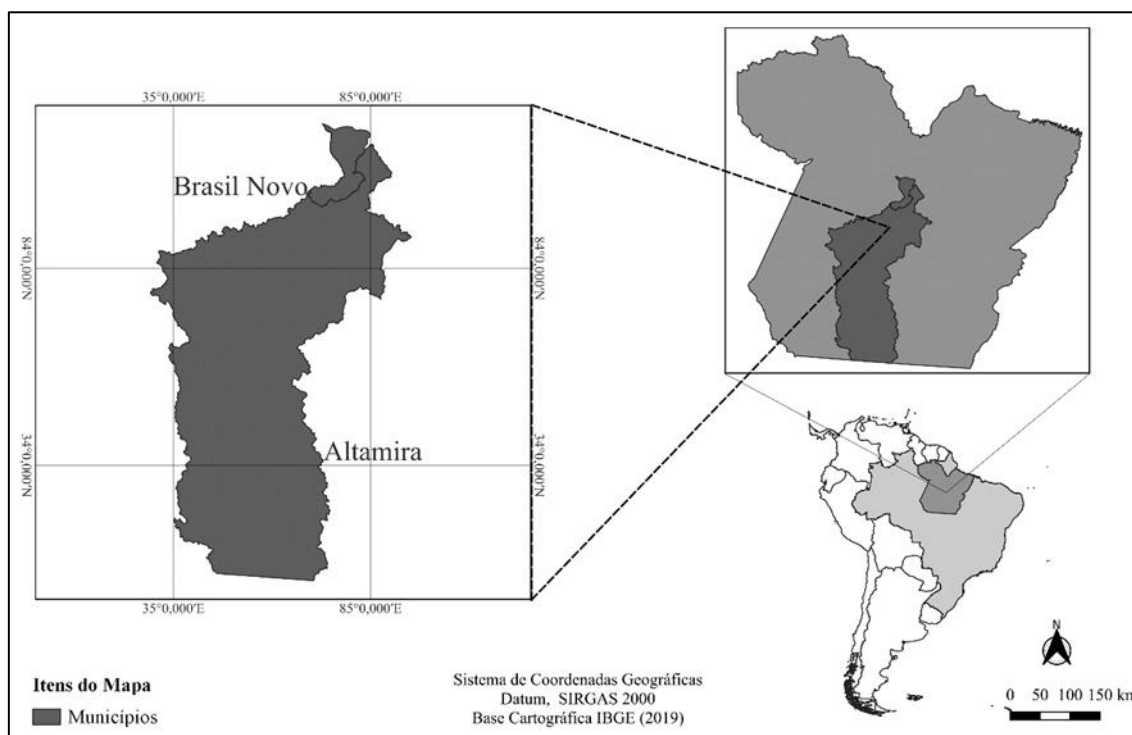 35°0,000'E 85°0,000'E
Brasil Novo
84°0,000'N 84°0,000'N
Altamira
34°0,000'N 34°0,000'N
35°0,000'E 85°0,000'E
Itens do Mapa
Municípios
Sistema de Coordenadas Geográficas
Datum, SIRGAS 2000
Base Cartográfica IBGE (2019)
N
0 50 100 150 km